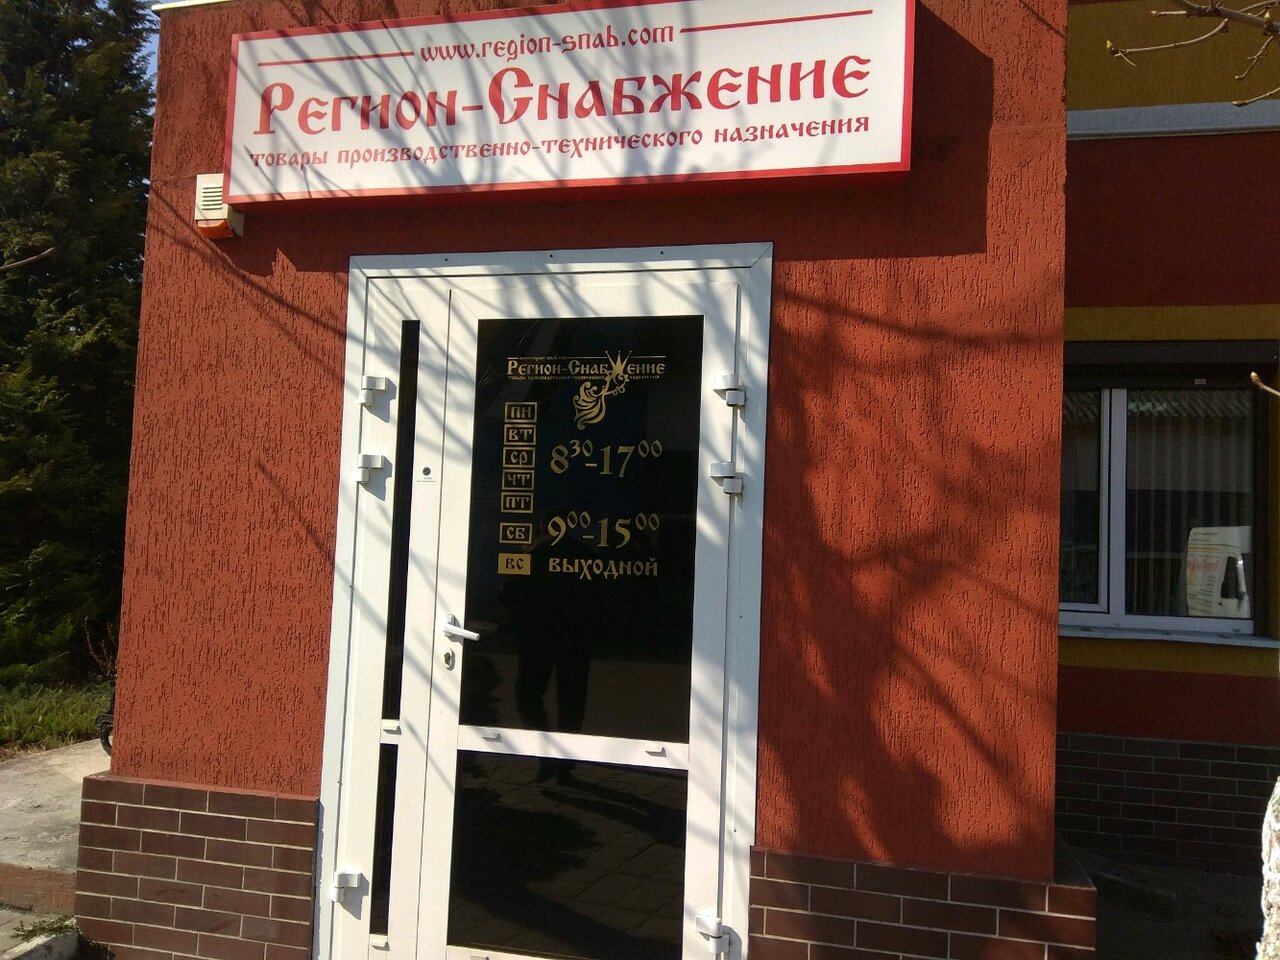 www.region-snab.com
Регион-Снабжение
товары производственно-технического назначения
Регион-Снабжение
пн
вт
ср
чт
пт
8³⁰-17⁰⁰
сб
9⁰⁰-15⁰⁰
вс
выходной